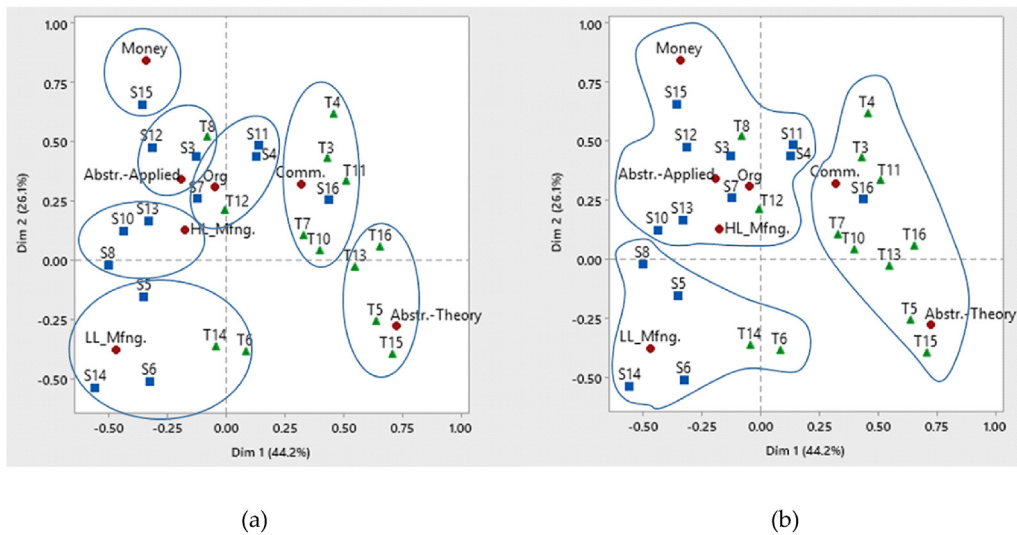 1.00
Money
0.75
S15
T4
0.50
S12
S3
T8
S11
S4
T3
T11
Abstr.-Applied
Org
Comm.
S7
S16
0.25
T12
S10
S13
HL_Mfng.
T7
T10
T16
T13
0.00
S8
S5
T5
Abstr.-Theory
-0.25
LL_Mfng.
T14
T6
T15
S14
S6
-0.50
-0.50
-0.25
0.00
0.25
0.50
0.75
1.00
Dim 1 (44.2%)
Dim 2 (26.1%)
(a)
1.00
Money
0.75
S15
T4
0.50
S12
S3
T8
S11
S4
T3
T11
Abstr.-Applied
Org
Comm.
S7
S16
0.25
T12
S10
S13
HL_Mfng.
T7
T10
T16
T13
0.00
S8
S5
T5
Abstr.-Theory
-0.25
LL_Mfng.
T14
T6
T15
S14
S6
-0.50
-0.50
-0.25
0.00
0.25
0.50
0.75
1.00
Dim 1 (44.2%)
Dim 2 (26.1%)
(b)